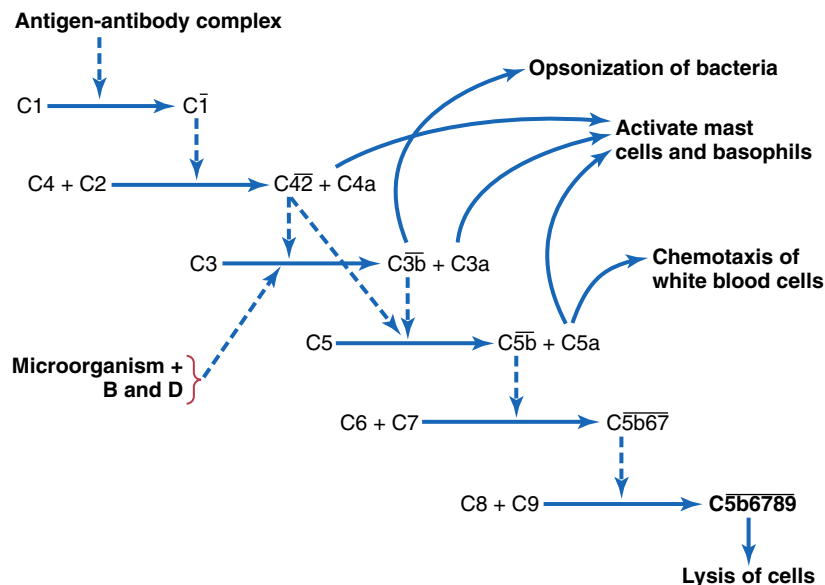 Antigen-antibody complex
Opsonization of bacteria
C1 C1̅
Activate mast
cells and basophils
C4 + C2 C4̅2̅ + C4a
C3 C3̅b̅ + C3a
Chemotaxis of
white blood cells
C5 C5̅b̅ + C5a
Microorganism +
B and D
C6 + C7 C5̅b̅6̅7̅
C8 + C9 C5̅b̅6̅7̅8̅9̅
Lysis of cells